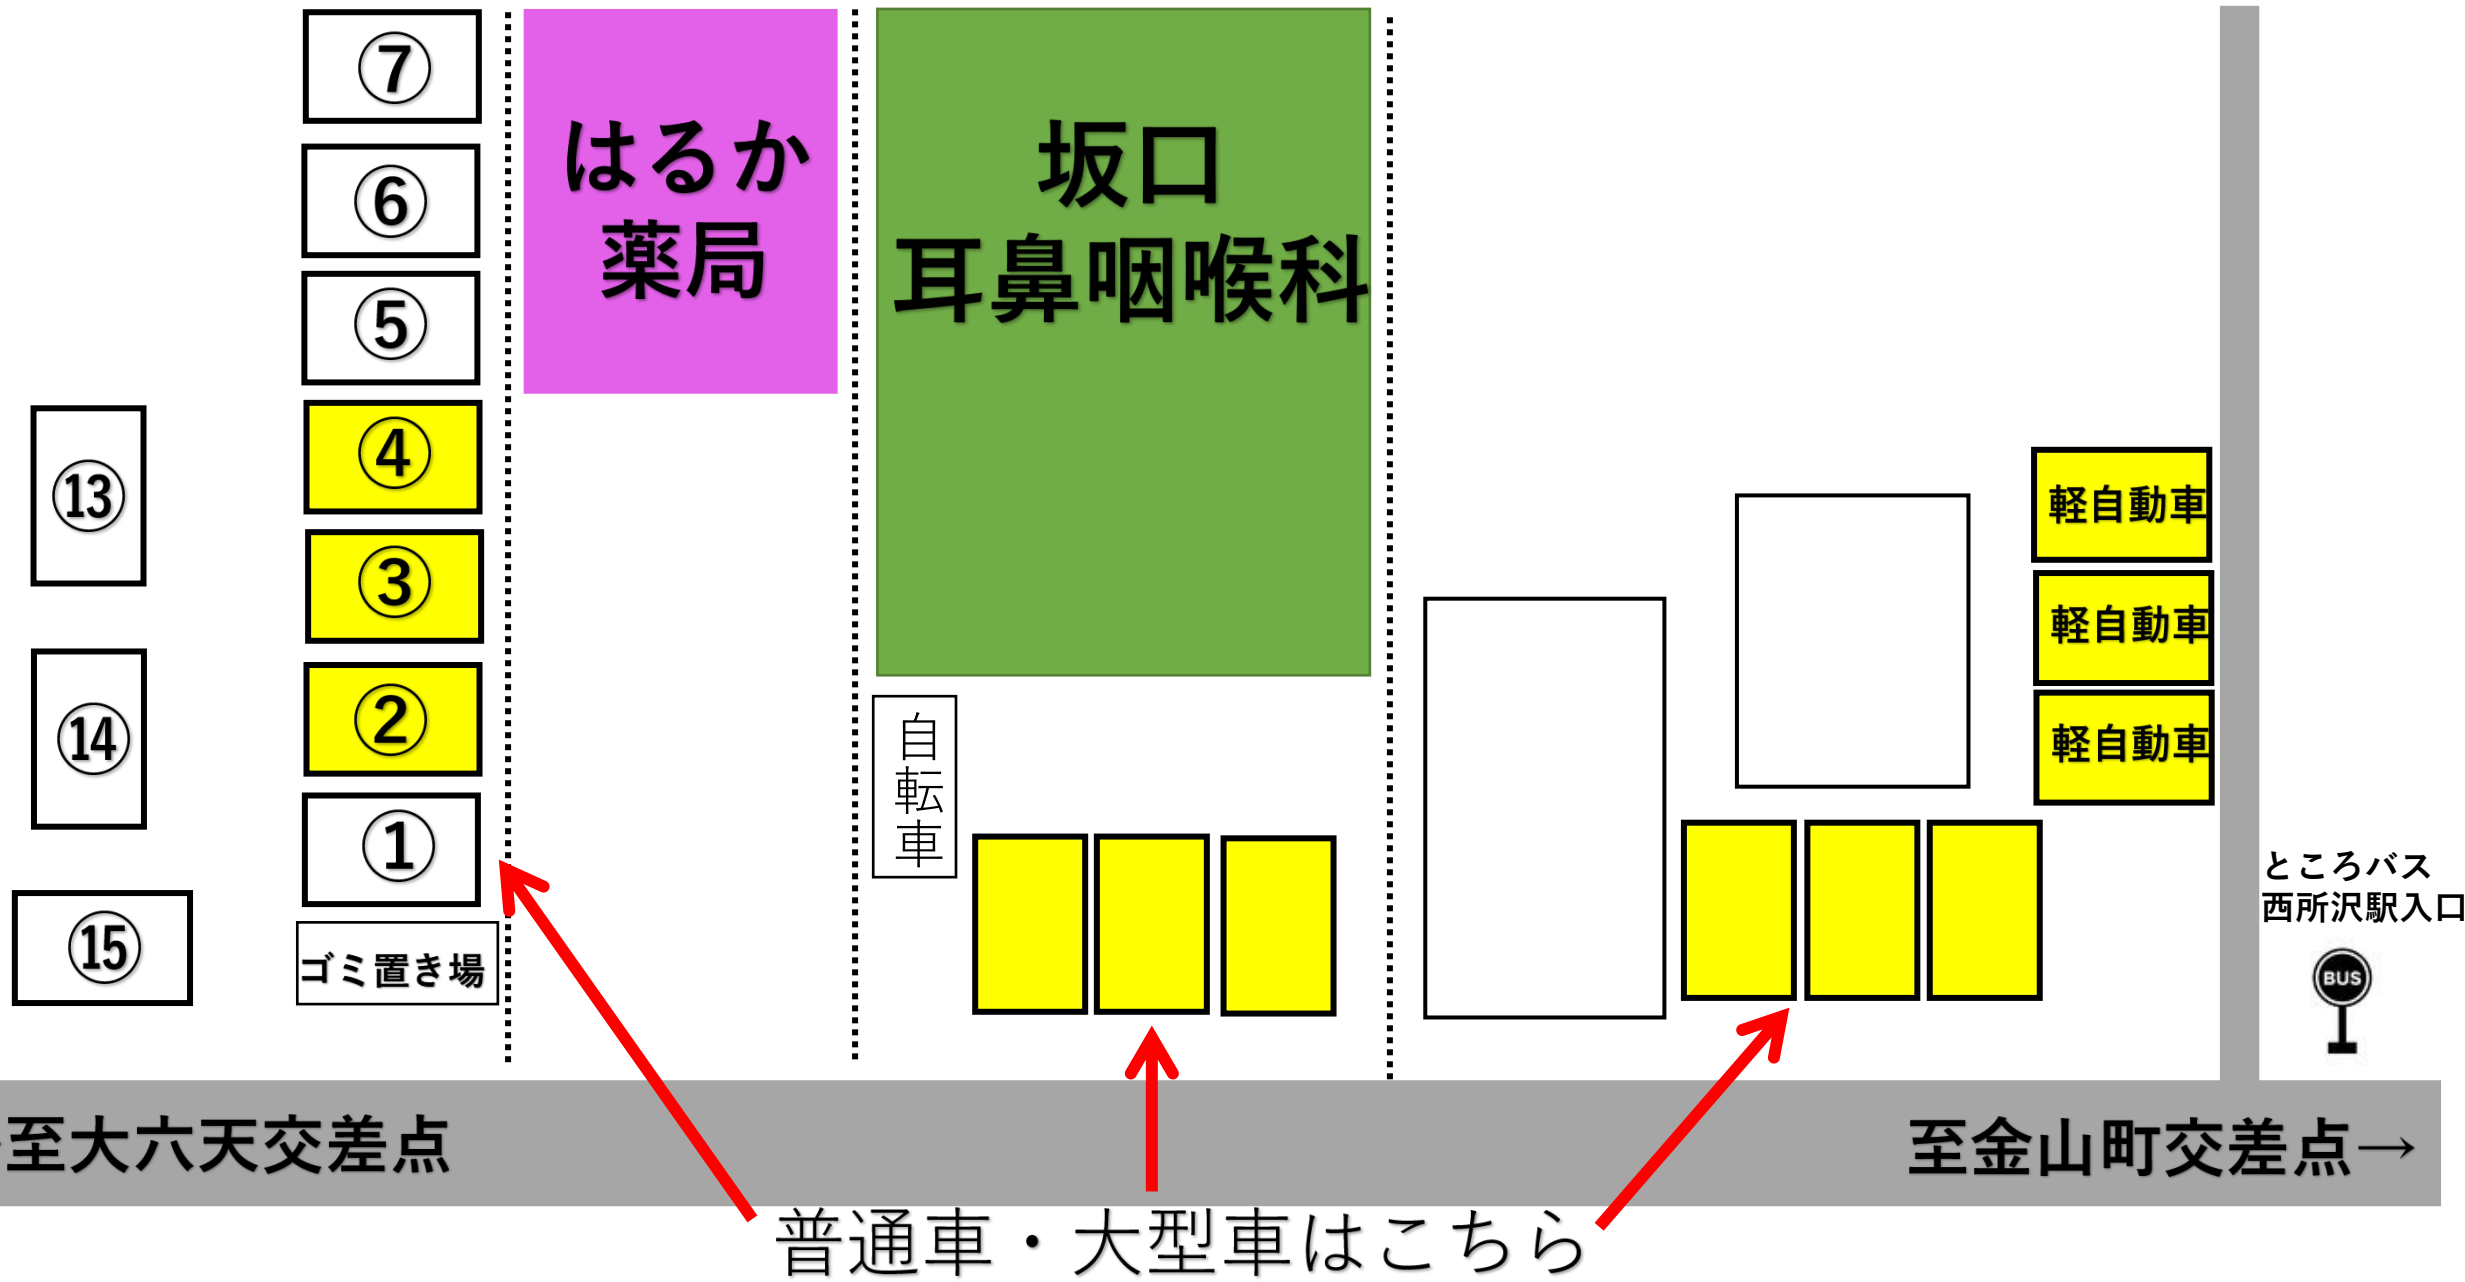 ⑦
⑥
⑤
④
③
②
①
ゴミ置き場
⑬
⑭
⑮
はるか
薬局
坂口
耳鼻咽喉科
自転車
軽自動車
軽自動車
軽自動車
ところバス
西所沢駅入口
BUS
至大六天交差点
至金山町交差点→
普通車・大型車はこちら